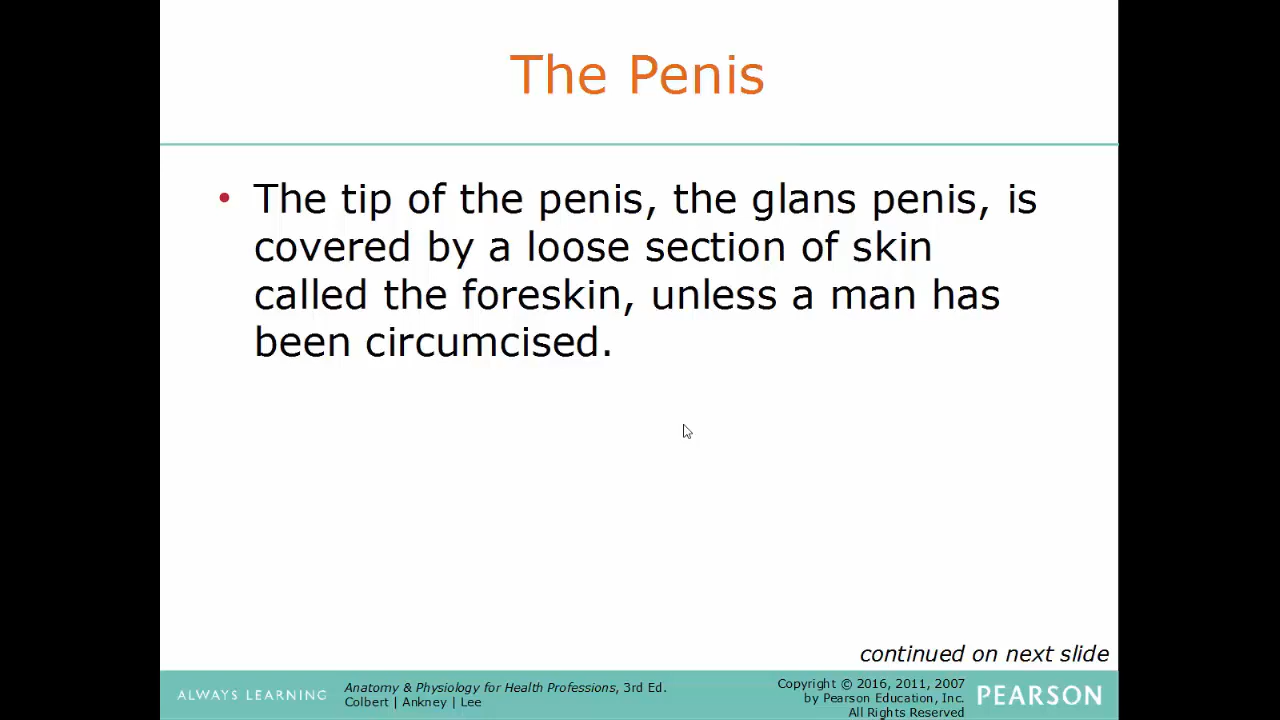 The Penis
• The tip of the penis, the glans penis, is
covered by a loose section of skin
called the foreskin, unless a man has
been circumcised.
continued on next slide
ALWAYS LEARNING
Anatomy & Physiology for Health Professions, 3rd Ed.
Colbert | Ankney | Lee
Copyright © 2016, 2011, 2007
by Pearson Education, Inc.
All Rights Reserved
PEARSON